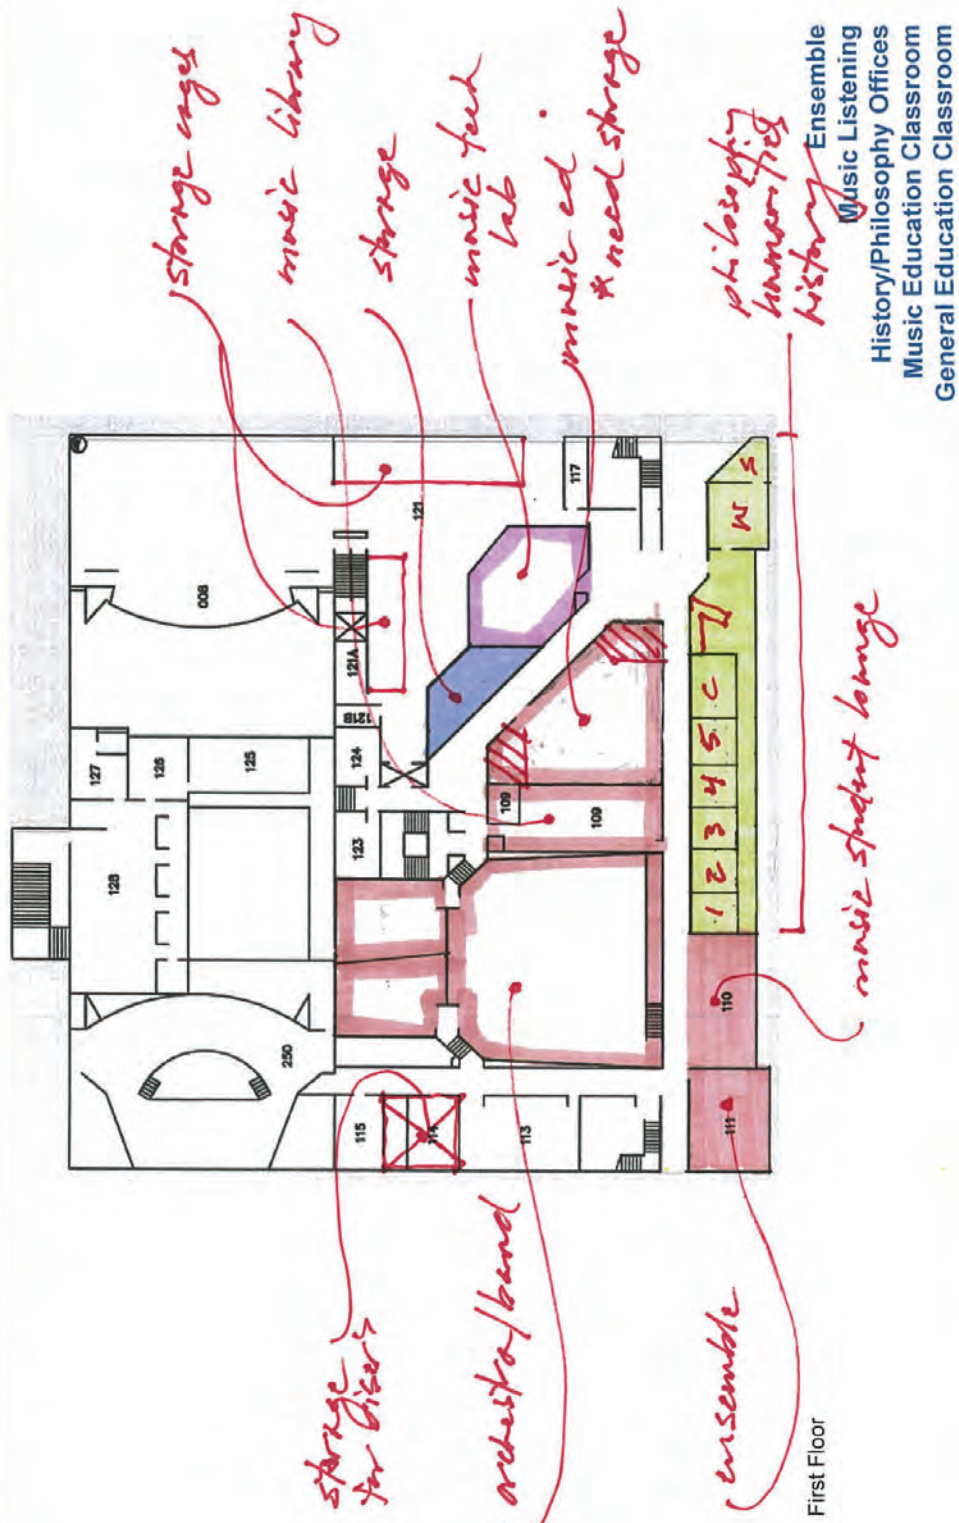 storage cages
music library
storage
music tech
lab
music ed.
* need storage
philosophy
humanities
history
Ensemble
Music Listening
History/Philosophy Offices
Music Education Classroom
General Education Classroom
music student lounge
storage
for risers
orchestra/band
ensemble
First Floor
008
117
121
121A
121B
127
126
125
124
123
128
109
109
250
115
114
113
110
111
1
2
3
4
5
C
W
S